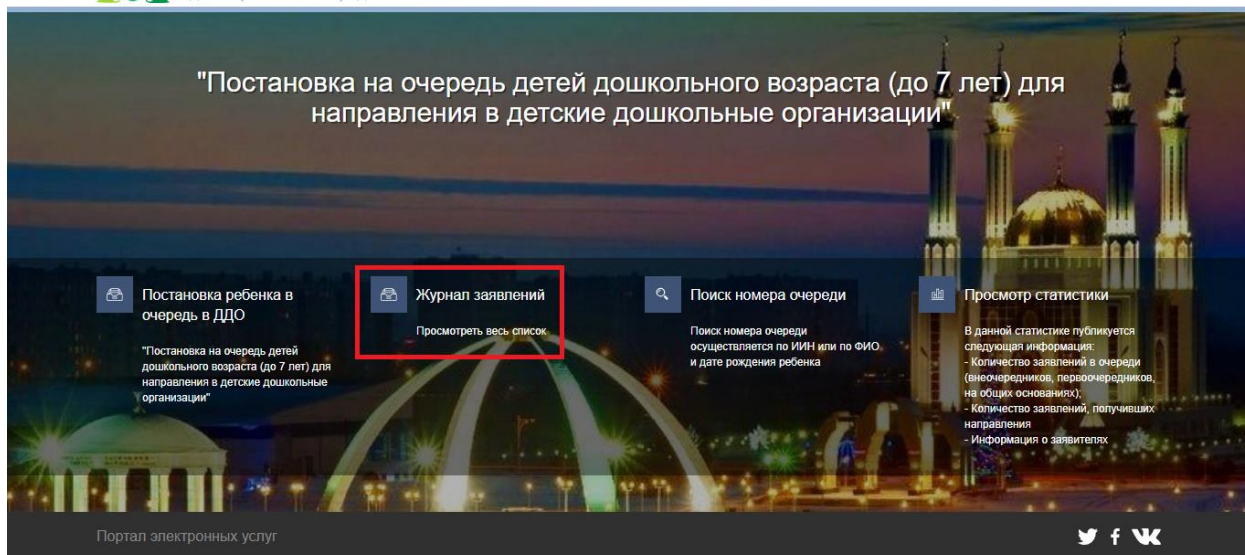 "Постановка на очередь детей дошкольного возраста (до 7 лет) для
направления в детские дошкольные организации"
Постановка ребенка в
очередь в ДДО
"Постановка на очередь детей
дошкольного возраста (до 7 лет) для
направления в детские дошкольные
организации"
Журнал заявлений
Просмотреть весь список
Поиск номера очереди
Поиск номера очереди
осуществляется по ИИН или по ФИО
и дате рождения ребенка
Просмотр статистики
В данной статистике публикуется
следующая информация:
- Количество заявлений в очереди
(внеочередников, первоочередников,
на общих основаниях);
- Количество заявлений, получивших
направления
- Информация о заявителях
Портал электронных услуг